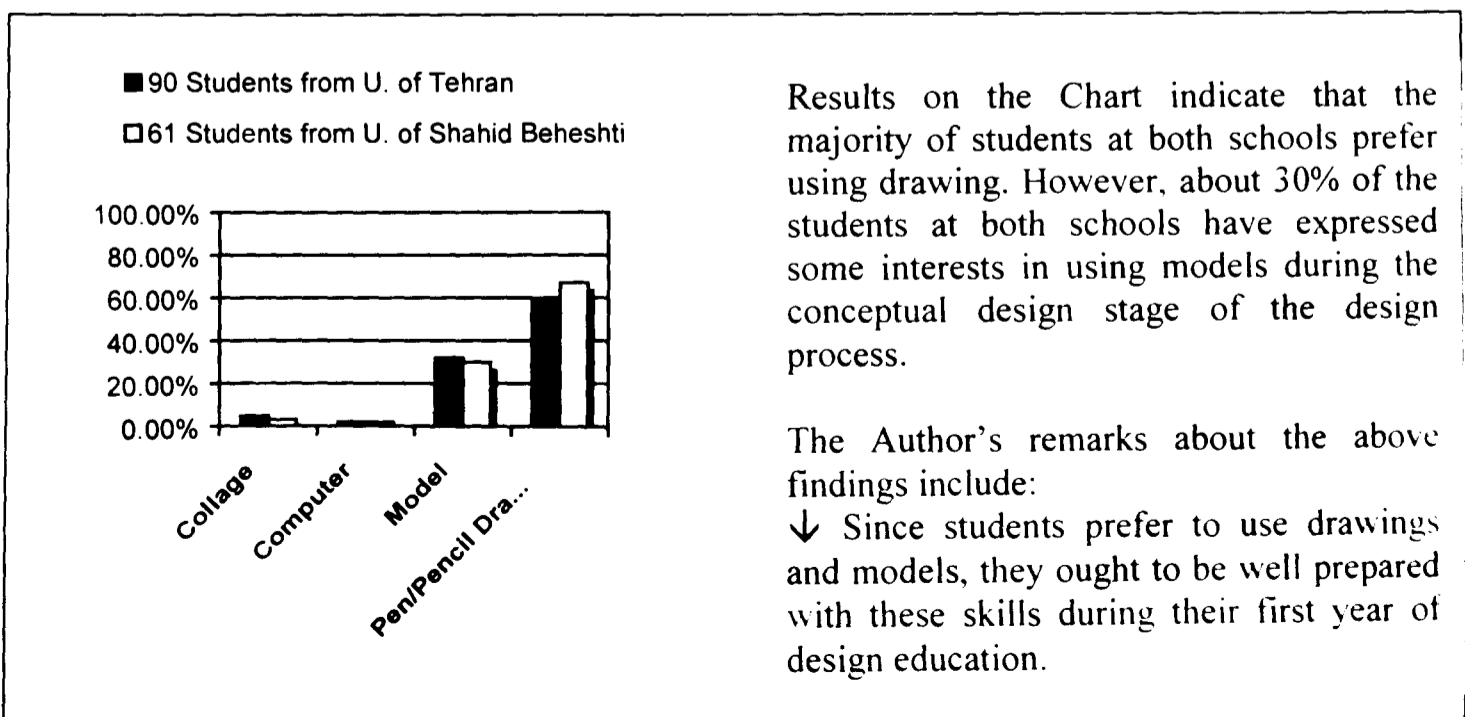 ■90 Students from U. of Tehran
□61 Students from U. of Shahid Beheshti
100.00%
80.00%
60.00%
40.00%
20.00%
0.00%
Collage
Computer
Model
Pen/Pencil Dra...
Results on the Chart indicate that the
majority of students at both schools prefer
using drawing. However, about 30% of the
students at both schools have expressed
some interests in using models during the
conceptual design stage of the design
process.
The Author's remarks about the above
findings include:
↓ Since students prefer to use drawings
and models, they ought to be well prepared
with these skills during their first year of
design education.